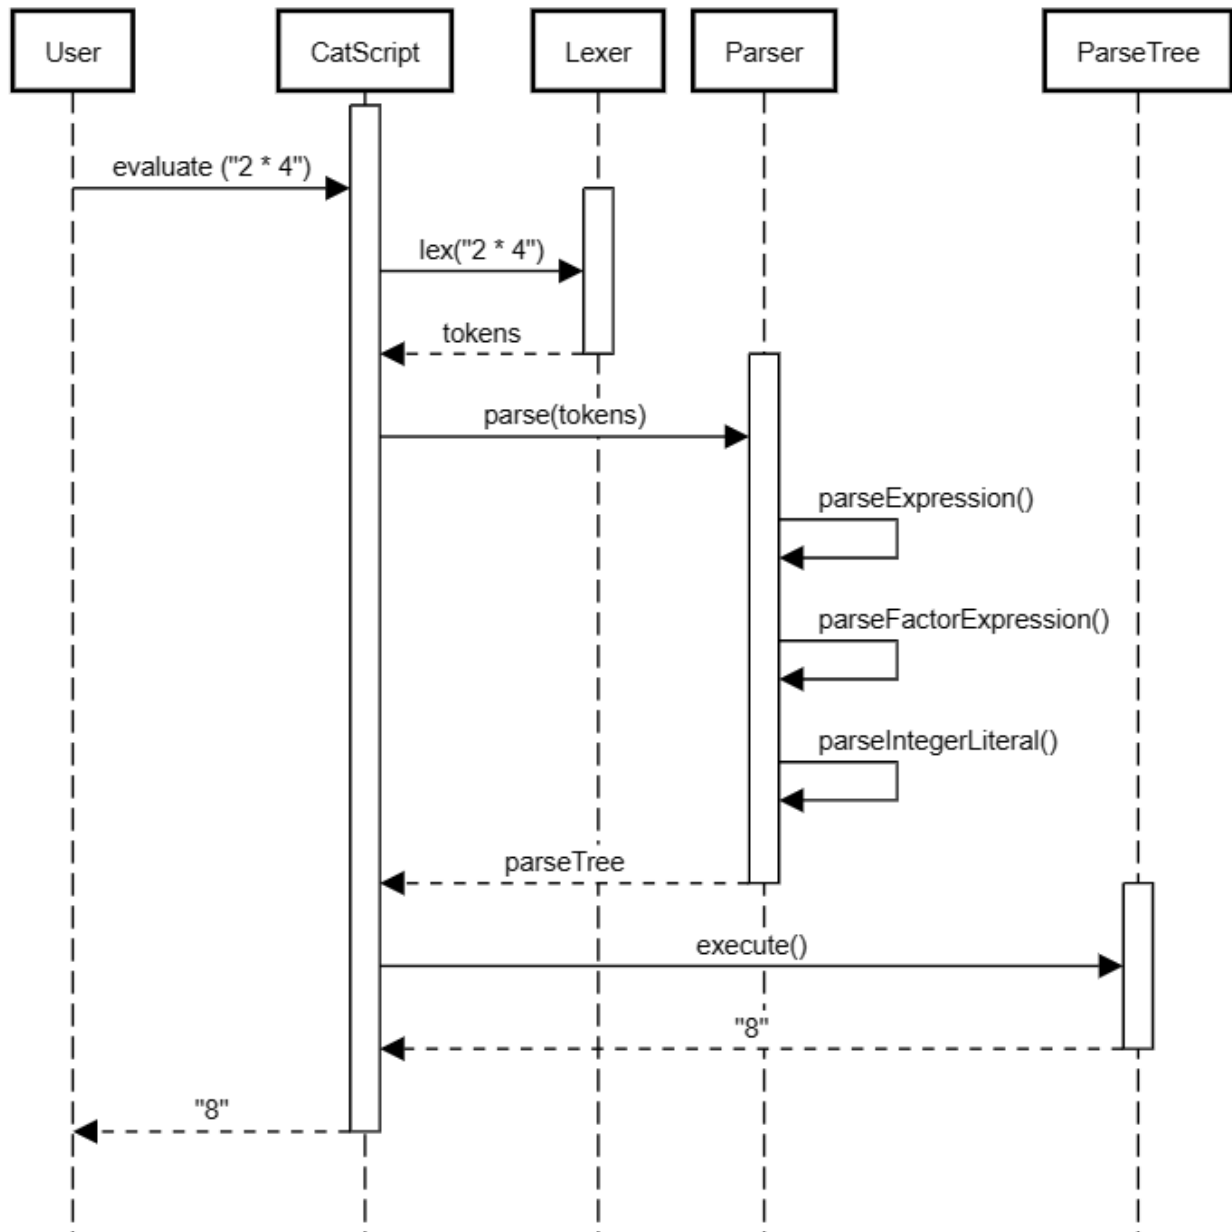 User
CatScript
Lexer
Parser
ParseTree
evaluate ("2 * 4")
lex("2 * 4")
tokens
parse(tokens)
parseExpression()
parseFactorExpression()
parseIntegerLiteral()
parseTree
execute()
"8"
"8"